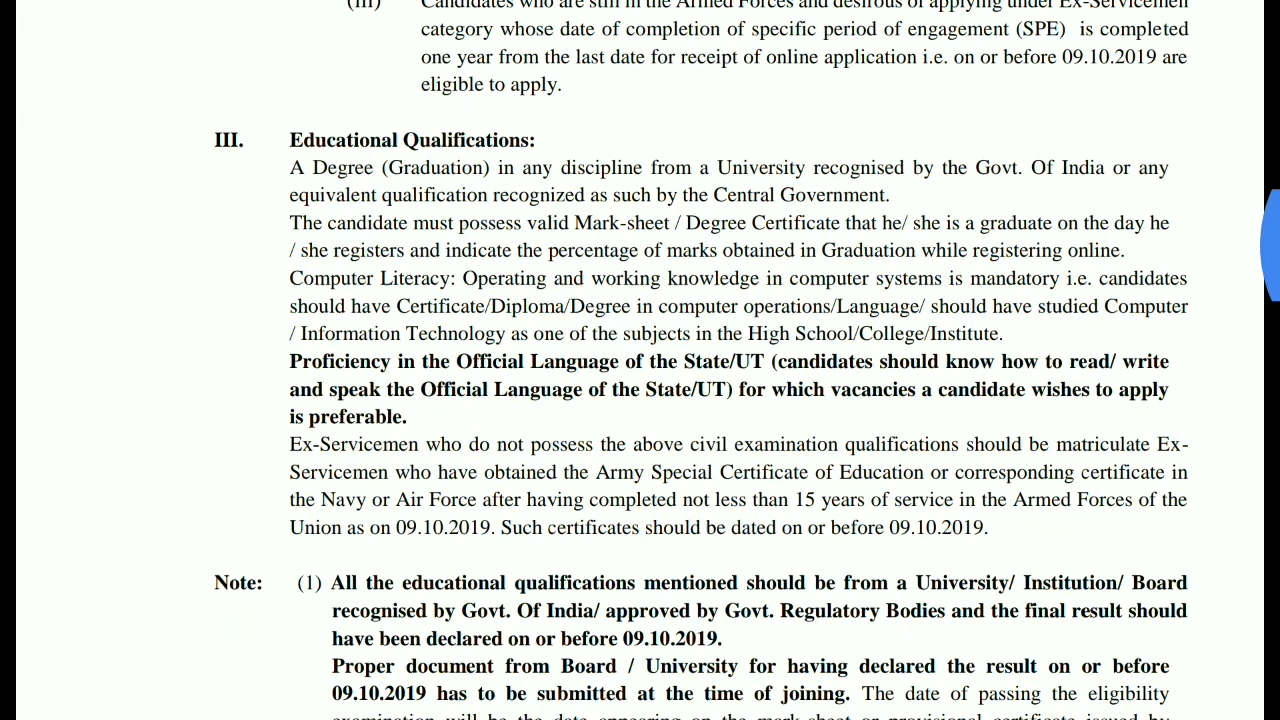 (iii) Candidates who are still in the Armed Forces and desirous of applying under Ex-Servicemen
category whose date of completion of specific period of engagement (SPE) is completed
one year from the last date for receipt of online application i.e. on or before 09.10.2019 are
eligible to apply.
III. Educational Qualifications:
A Degree (Graduation) in any discipline from a University recognised by the Govt. Of India or any
equivalent qualification recognized as such by the Central Government.
The candidate must possess valid Mark-sheet / Degree Certificate that he/ she is a graduate on the day he
/ she registers and indicate the percentage of marks obtained in Graduation while registering online.
Computer Literacy: Operating and working knowledge in computer systems is mandatory i.e. candidates
should have Certificate/Diploma/Degree in computer operations/Language/ should have studied Computer
/ Information Technology as one of the subjects in the High School/College/Institute.
Proficiency in the Official Language of the State/UT (candidates should know how to read/ write
and speak the Official Language of the State/UT) for which vacancies a candidate wishes to apply
is preferable.
Ex-Servicemen who do not possess the above civil examination qualifications should be matriculate Ex-
Servicemen who have obtained the Army Special Certificate of Education or corresponding certificate in
the Navy or Air Force after having completed not less than 15 years of service in the Armed Forces of the
Union as on 09.10.2019. Such certificates should be dated on or before 09.10.2019.
Note: (1) All the educational qualifications mentioned should be from a University/ Institution/ Board
recognised by Govt. Of India/ approved by Govt. Regulatory Bodies and the final result should
have been declared on or before 09.10.2019.
Proper document from Board / University for having declared the result on or before
09.10.2019 has to be submitted at the time of joining. The date of passing the eligibility
examination will be the date appearing on the mark-sheet or provisional certificate issued by